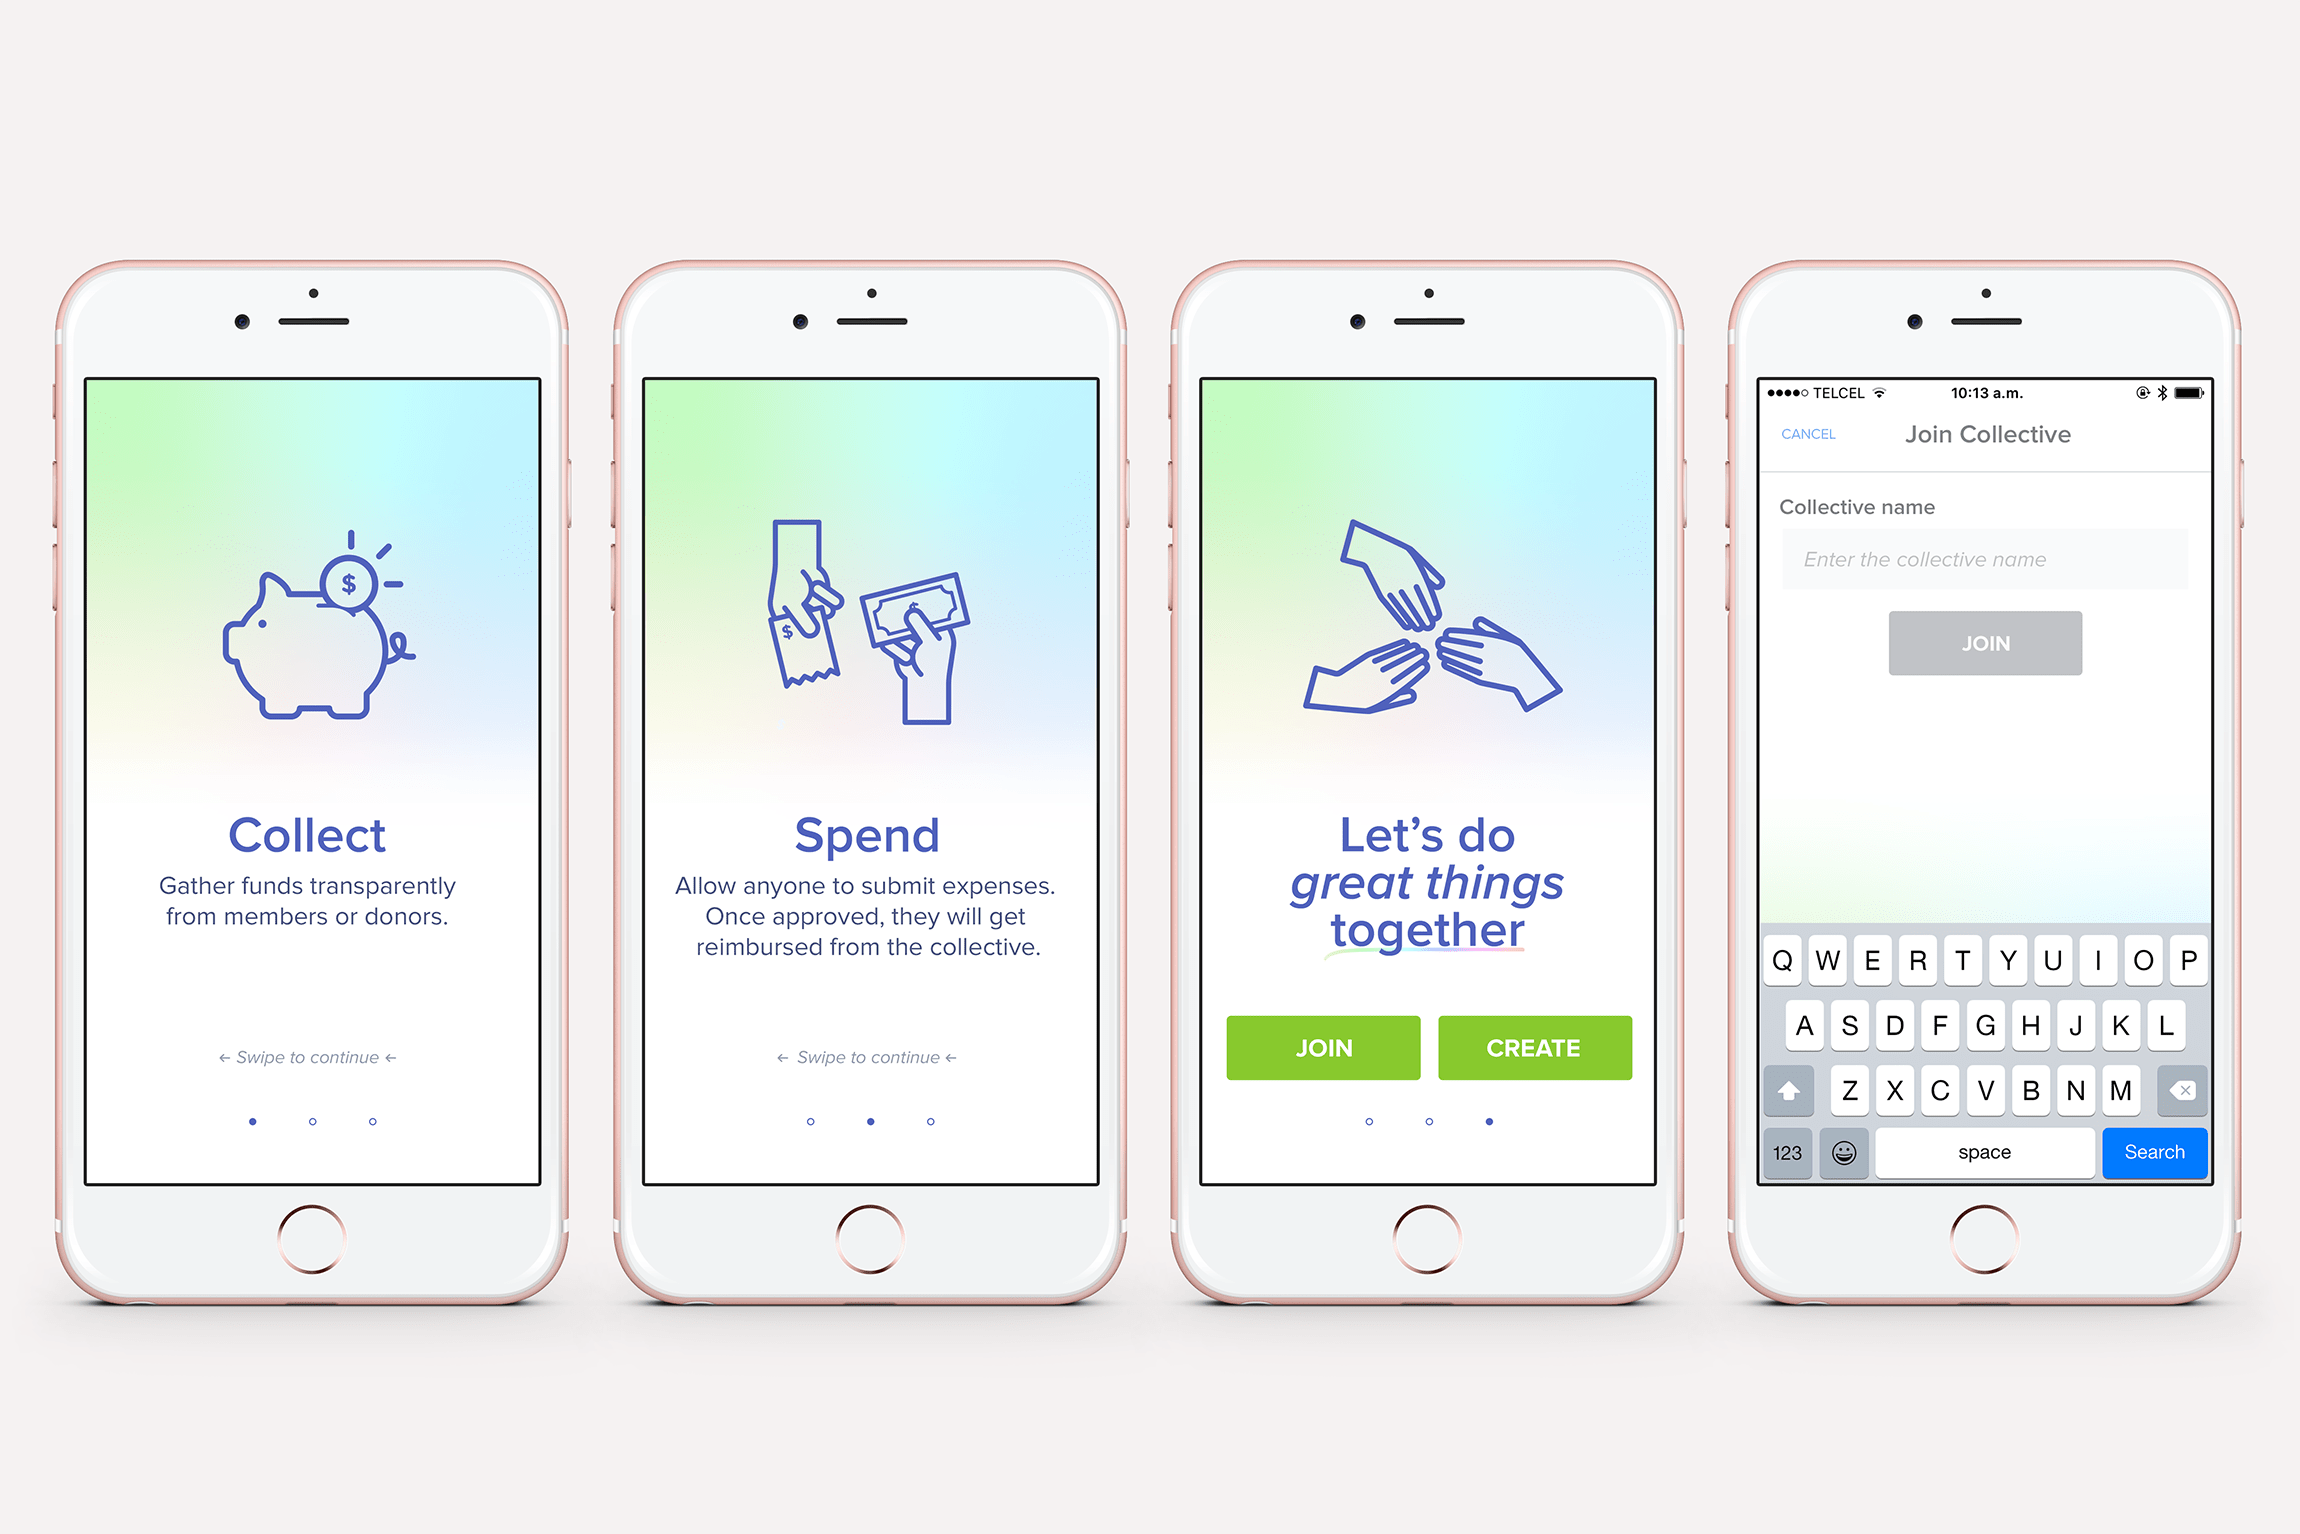 $
Collect
Gather funds transparently
from members or donors.
← Swipe to continue ←
$
$
Spend
Allow anyone to submit expenses.
Once approved, they will get
reimbursed from the collective.
← Swipe to continue ←
Let's do
great things
together
JOIN CREATE
TELCEL 10:13 a.m.
CANCEL Join Collective
Collective name
Enter the collective name
JOIN
Q W E R T Y U I O P
A S D F G H J K L
Z X C V B N M
123 space Search